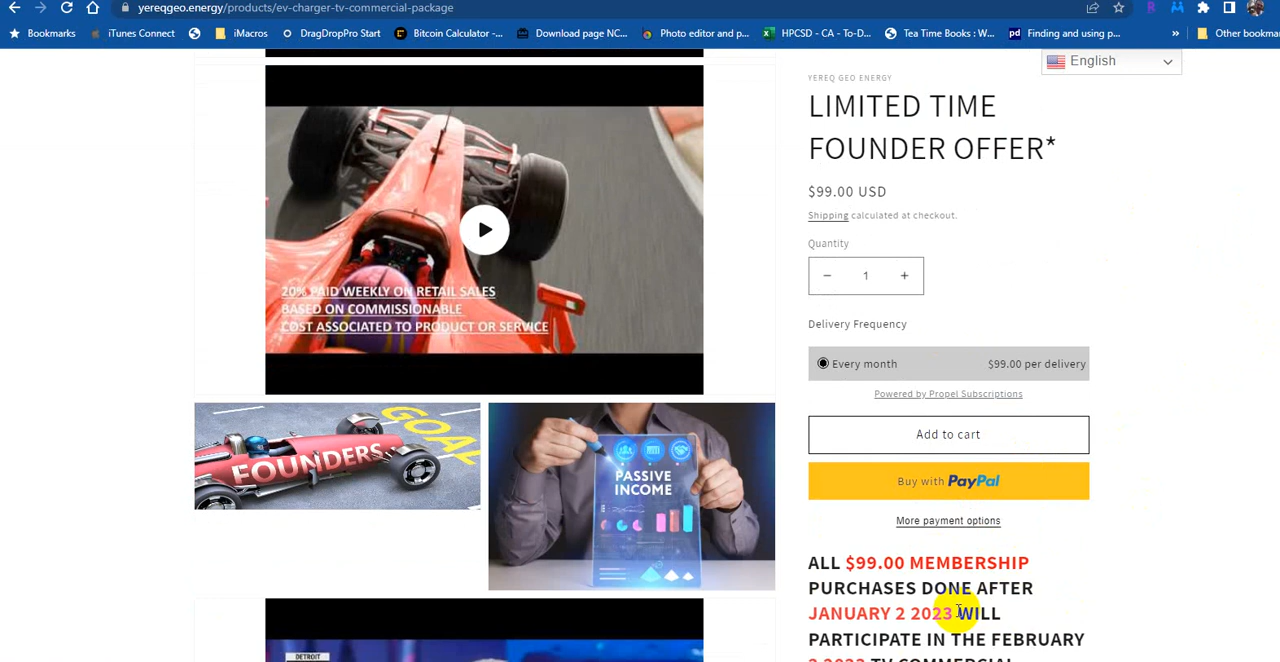 yereqgeo.energy/products/ev-charger-tv-commercial-package
Bookmarks iTunes Connect iMacros DragDropPro Start Bitcoin Calculator -... Download page NC... Photo editor and p... HPCSD - CA - To-D... Tea Time Books : W... Finding and using p... » Other bookma
English
YEREQ GEO ENERGY
LIMITED TIME
FOUNDER OFFER*
$99.00 USD
Shipping calculated at checkout.
Quantity
− 1 +
Delivery Frequency
Every month $99.00 per delivery
Powered by Propel Subscriptions
Add to cart
Buy with PayPal
More payment options
ALL $99.00 MEMBERSHIP
PURCHASES DONE AFTER
JANUARY 2 2023 WILL
PARTICIPATE IN THE FEBRUARY
2 2023 TV COMMERCIAL
20% PAID WEEKLY ON RETAIL SALES
BASED ON COMMISSIONABLE
COST ASSOCIATED TO PRODUCT OR SERVICE
FOUNDERS
GOAL
PASSIVE
INCOME
DETROIT